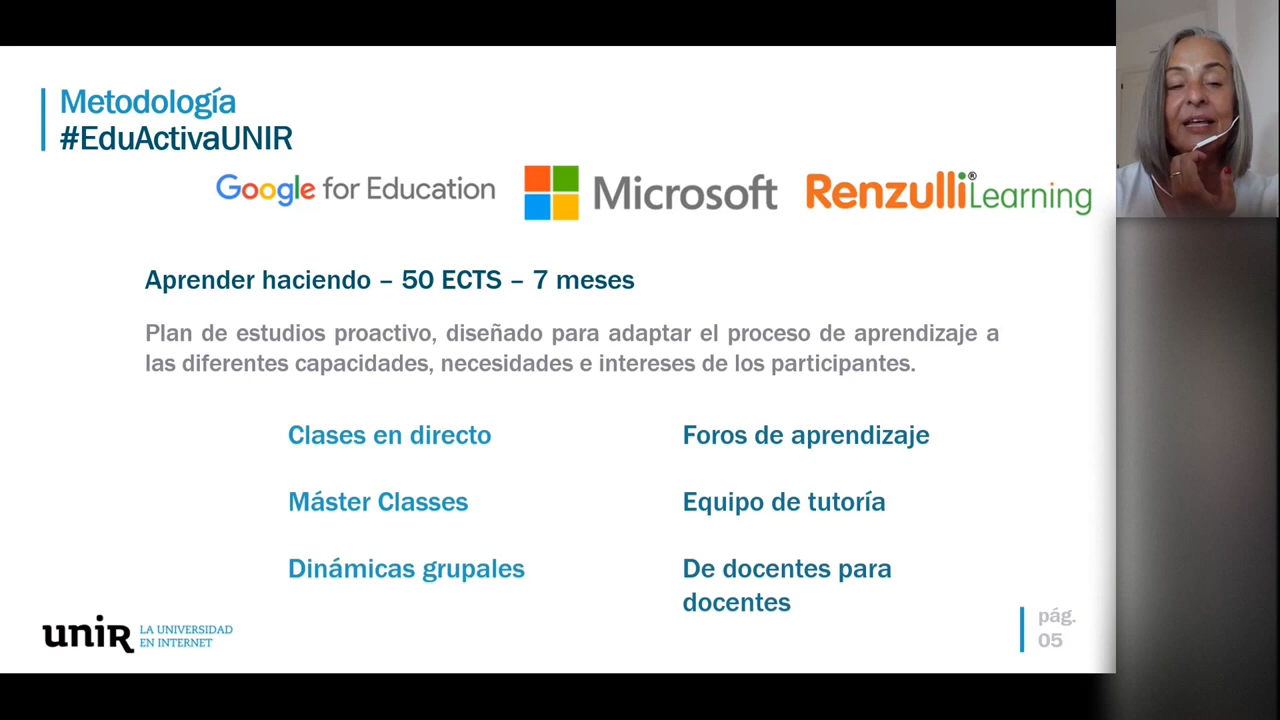 Metodología
#EduActivaUNIR
Google for Education
Microsoft
Renzulli® Learning
Aprender haciendo – 50 ECTS – 7 meses
Plan de estudios proactivo, diseñado para adaptar el proceso de aprendizaje a
las diferentes capacidades, necesidades e intereses de los participantes.
Clases en directo
Foros de aprendizaje
Máster Classes
Equipo de tutoría
Dinámicas grupales
De docentes para
docentes
unir
LA UNIVERSIDAD
EN INTERNET
pág.
05